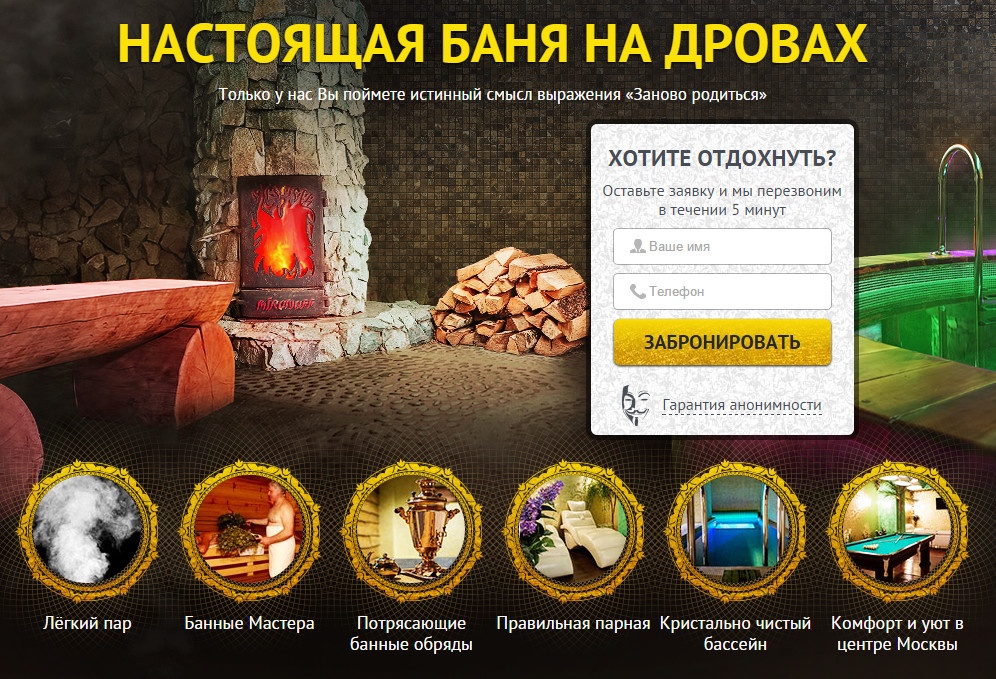 НАСТОЯЩАЯ БАНЯ НА ДРОВАХ
Только у нас Вы поймете истинный смысл выражения «Заново родиться»
ХОТИТЕ ОТДОХНУТЬ?
Оставьте заявку и мы перезвоним
в течении 5 минут
Ваше имя
Телефон
ЗАБРОНИРОВАТЬ
Гарантия анонимности
Лёгкий пар
Банные Мастера
Потрясающие
банные обряды
Правильная парная
Кристально чистый
бассейн
Комфорт и уют в
центре Москвы